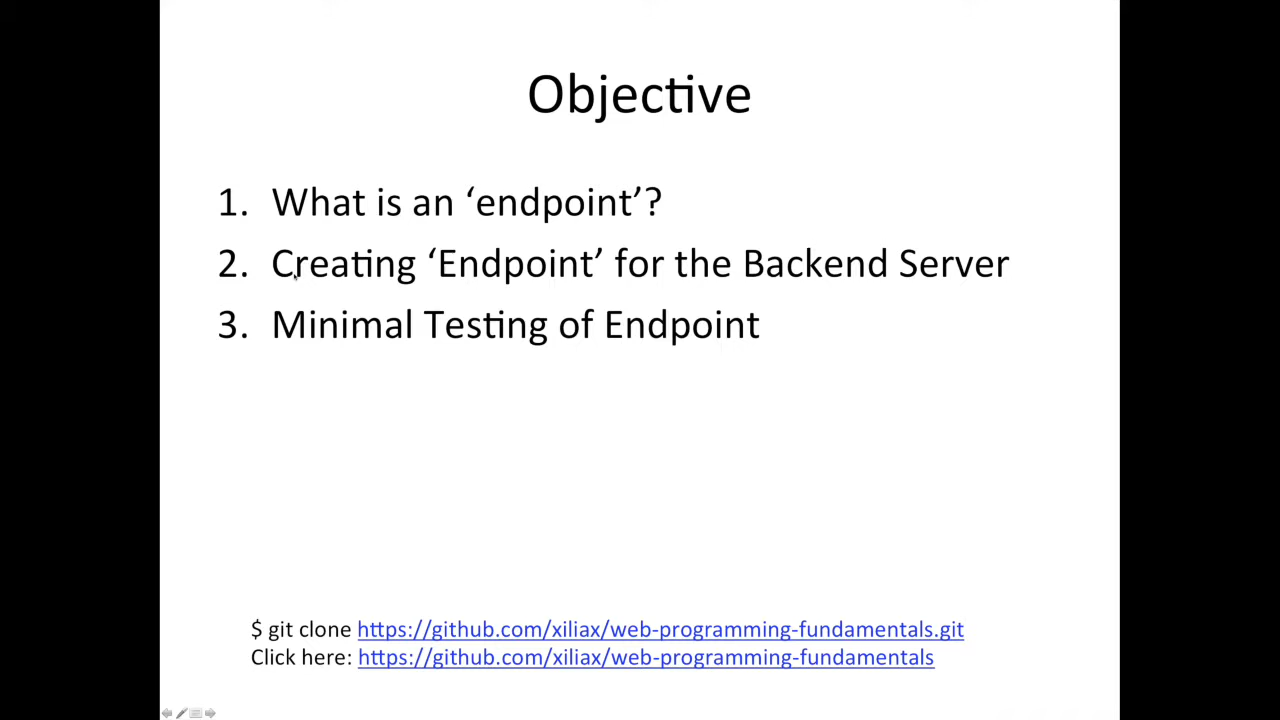 Objective
1. What is an ‘endpoint’?
2. Creating ‘Endpoint’ for the Backend Server
3. Minimal Testing of Endpoint
$ git clone https://github.com/xiliax/web-programming-fundamentals.git
Click here: https://github.com/xiliax/web-programming-fundamentals